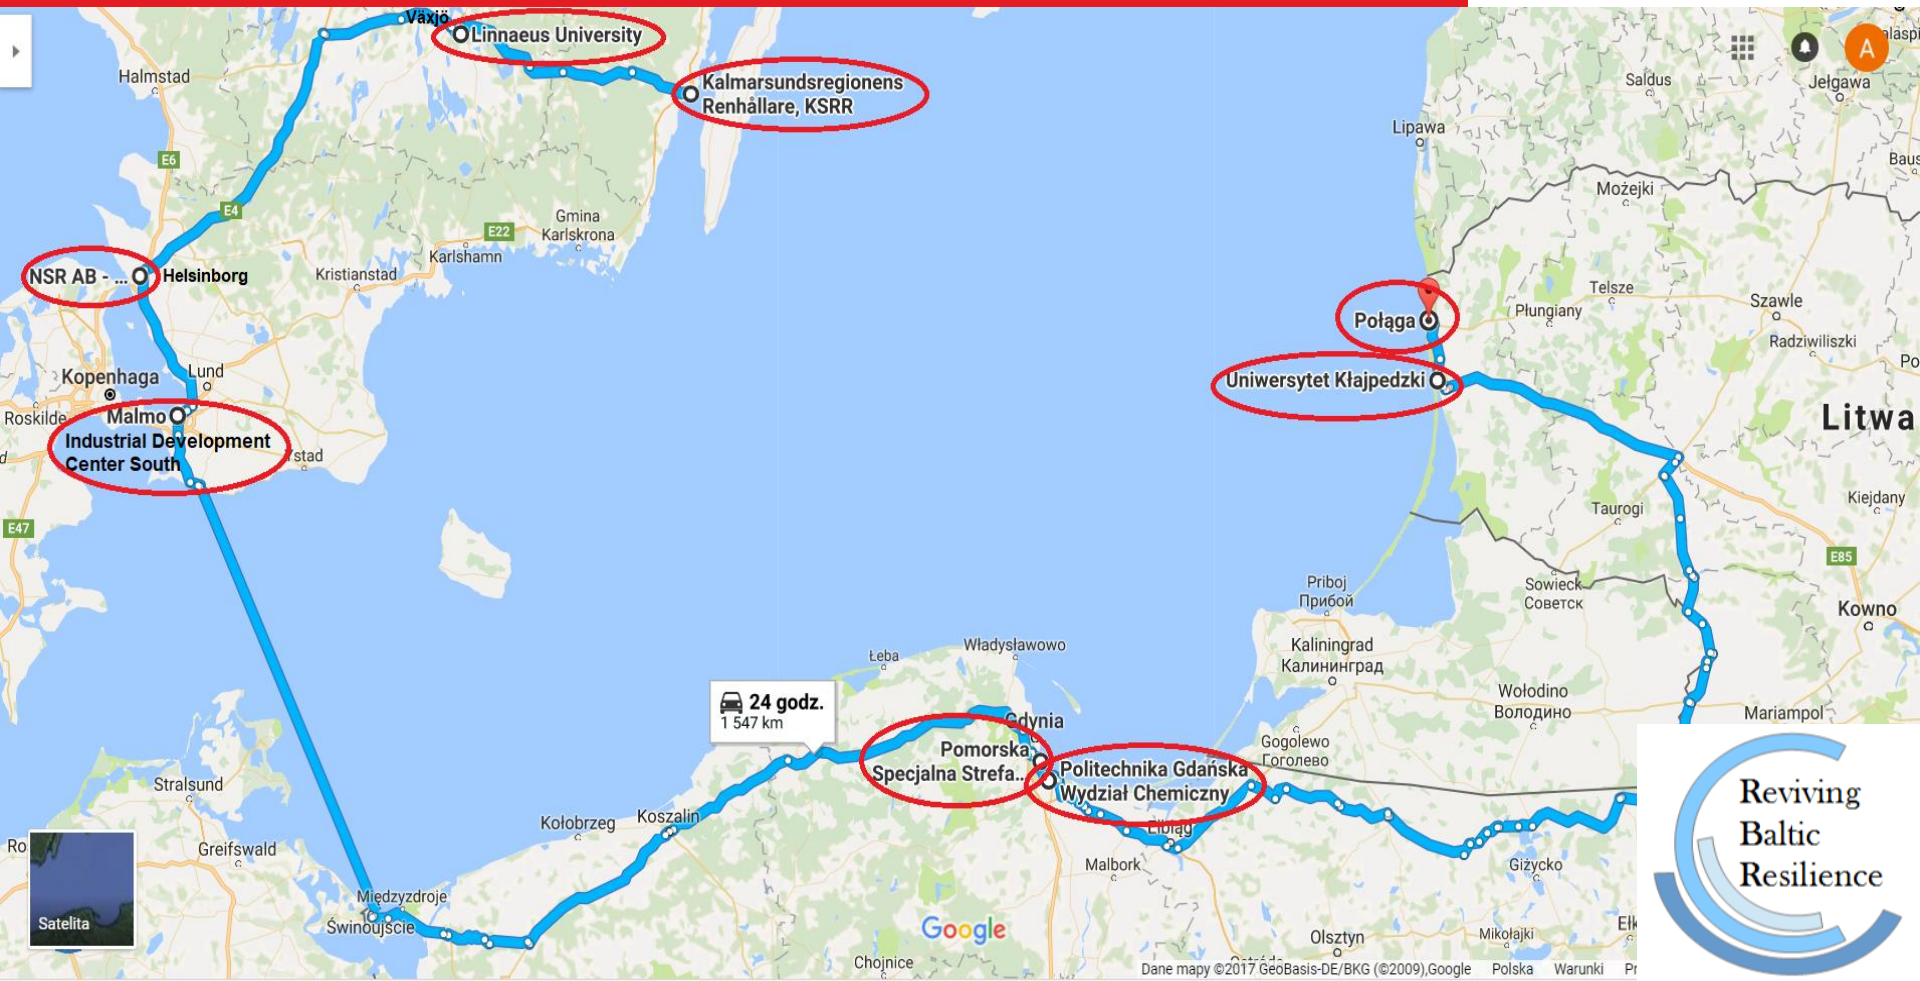 Växjö
Linnaeus University
Kalmarsundsregionens
Renhållare, KSRR
Halmstad
E6
E4
E22
Gmina
Karlskrona
Karlshamn
Kristianstad
NSR AB - ...
Helsinborg
Kopenhaga
Lund
Roskilde
Malmo
Industrial Development
Center South
E47
A
Saldus
Jełgawa
Lipawa
Możejki
Telsze
Płungiany
Szawle
Radziwiliszki
Połąga
Uniwersytet Kłajpedzki
Litwa
Kiejdany
Taurogi
E85
Kowno
Priboj
Прибой
Sowieck
Советск
Kaliningrad
Калининград
Wołodino
Володино
Mariampol
Władysławowo
Łeba
24 godz.
1 547 km
Gdynia
Pomorska
Specjalna Strefa...
Politechnika Gdańska
Wydział Chemiczny
Gogolewo
Гоголево
Elbląg
Malbork
Giżycko
Stralsund
Greifswald
Kołobrzeg
Koszalin
Międzyzdroje
Świnoujście
Satelita
Google
Chojnice
Olsztyn
Mikołajki
Reviving
Baltic
Resilience
Dane mapy ©2017 GeoBasis-DE/BKG (©2009),Google Polska Warunki